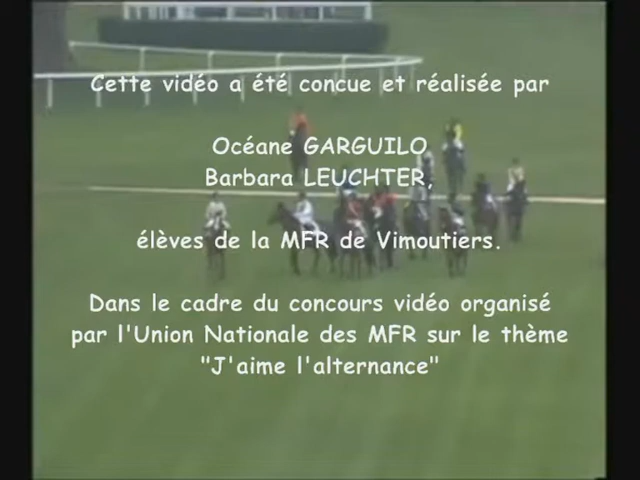 Cette vidéo a été concue et réalisée par
Océane GARGUILO
Barbara LEUCHTER,
élèves de la MFR de Vimoutiers.
Dans le cadre du concours vidéo organisé
par l'Union Nationale des MFR sur le thème
"J'aime l'alternance"